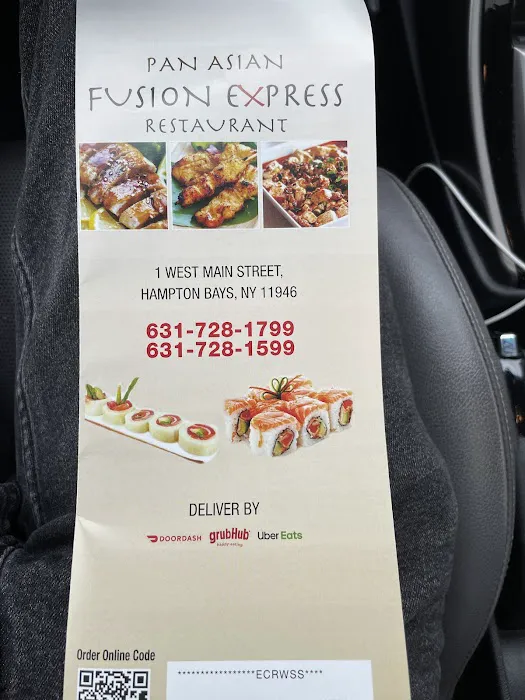 PAN ASIAN
FUSION EXPRESS
RESTAURANT
1 WEST MAIN STREET,
HAMPTON BAYS, NY 11946
631-728-1799
631-728-1599
DELIVER BY
DOORDASH GRUBHUB Uber Eats
Order Online Code
*****************ECRWSS****